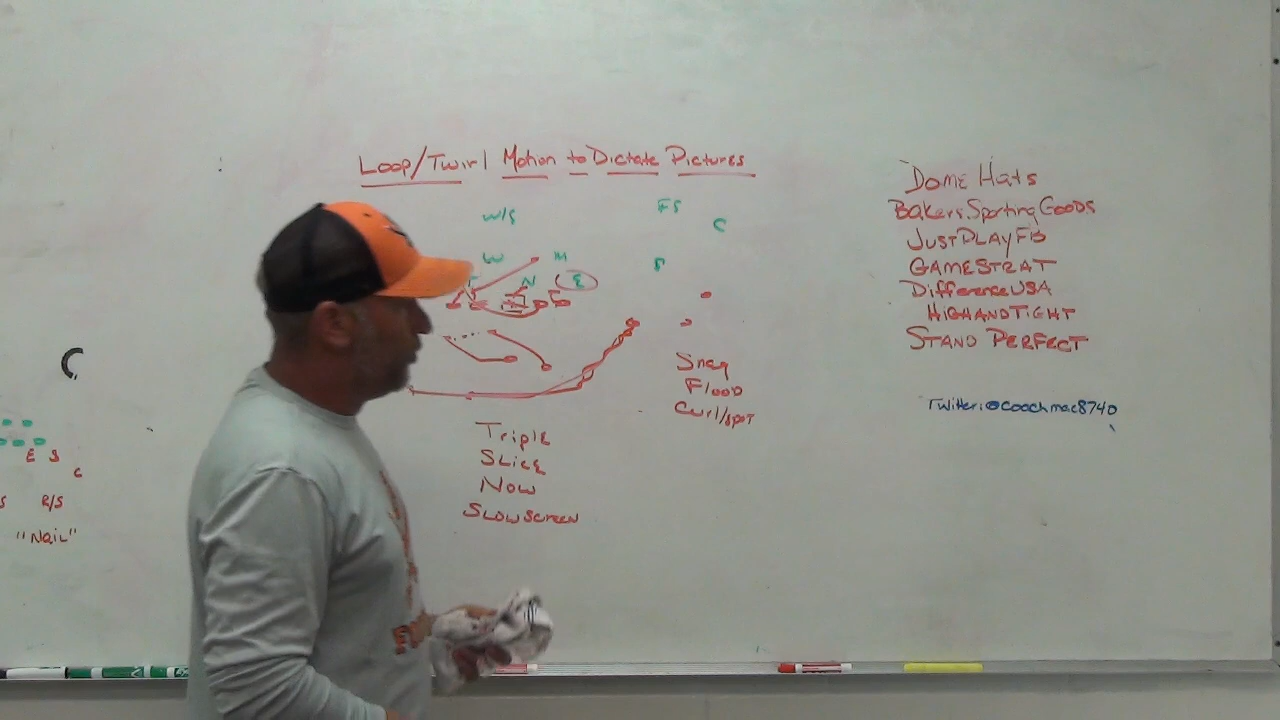 Loop/Twirl Motion to Dictate Pictures
W/S
FS
C
W
M
N
E
Snag
Flood
Curl/spot
Triple
Slice
Now
Slow screen
Dome Hats
Bakers.Sporting Goods
JustPlayFB
GAMESTRAT
DifferenceUSA
HIGHANDTIGHT
STAND PERFECT
Twitter:@coachmac8740
C
E S
C
S R/S
"Nail"